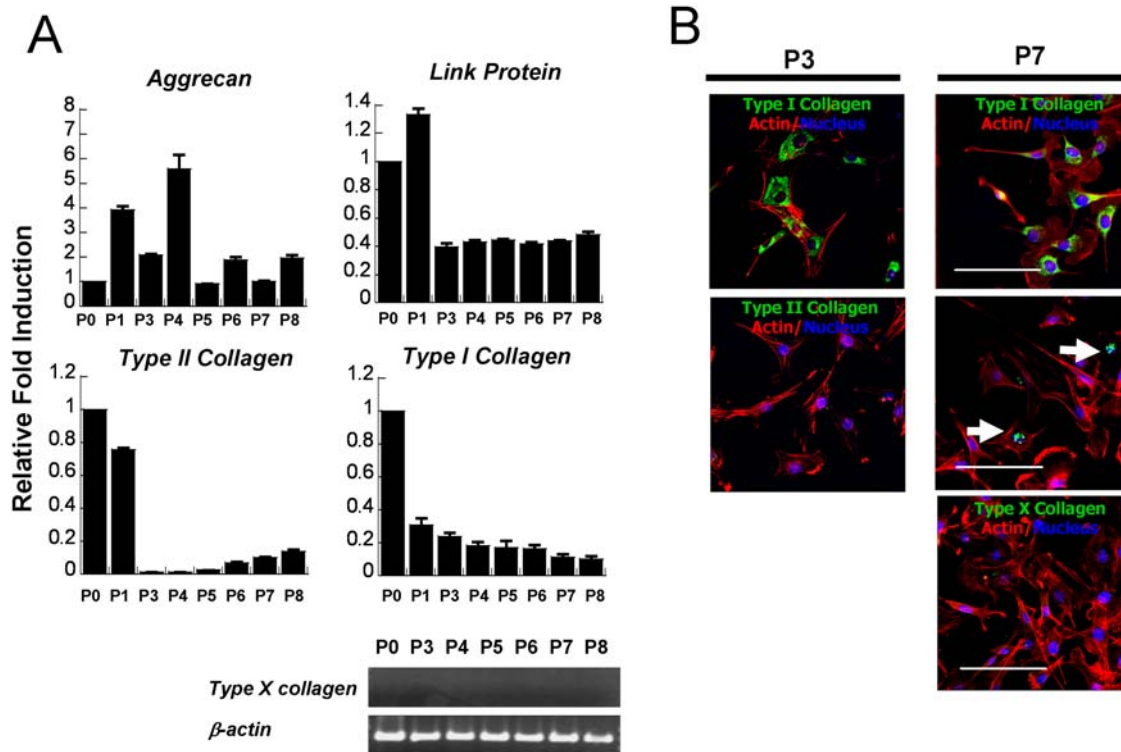 A
Aggrecan
Relative Fold Induction
8
7
6
5
4
3
2
1
0
P0 P1 P3 P4 P5 P6 P7 P8
Link Protein
1.4
1.2
1
0.8
0.6
0.4
0.2
0
P0 P1 P3 P4 P5 P6 P7 P8
Type II Collagen
1.2
1
0.8
0.6
0.4
0.2
0
P0 P1 P3 P4 P5 P6 P7 P8
Type I Collagen
1.2
1
0.8
0.6
0.4
0.2
0
P0 P1 P3 P4 P5 P6 P7 P8
P0 P3 P4 P5 P6 P7 P8
Type X collagen
β-actin
B
P3
Type I Collagen
Actin/Nucleus
Type II Collagen
Actin/Nucleus
P7
Type I Collagen
Actin/Nucleus
Type X Collagen
Actin/Nucleus